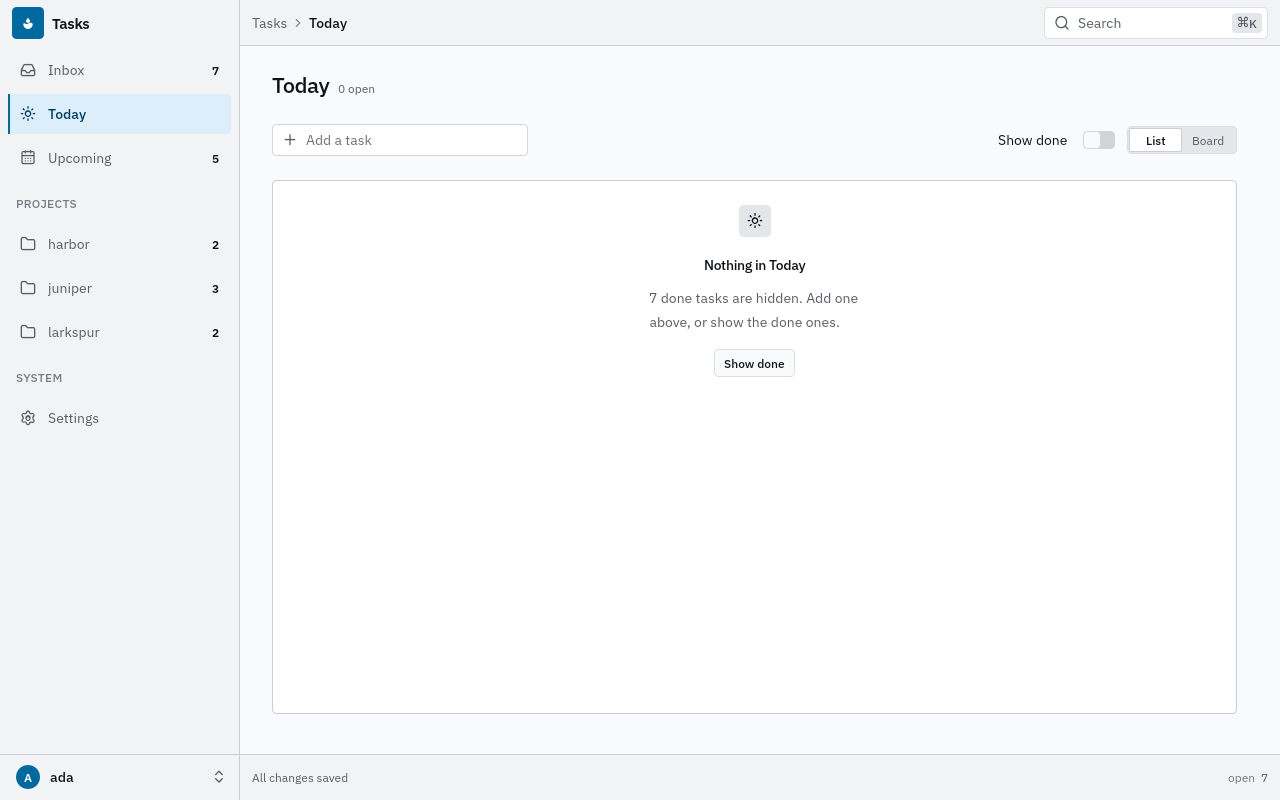 Tasks
Inbox 7
Today
Upcoming 5
PROJECTS
harbor 2
juniper 3
larkspur 2
SYSTEM
Settings
A ada
Tasks > Today
Search ⌘K
Today 0 open
+ Add a task
Show done List Board
Nothing in Today
7 done tasks are hidden. Add one
above, or show the done ones.
Show done
All changes saved
open 7